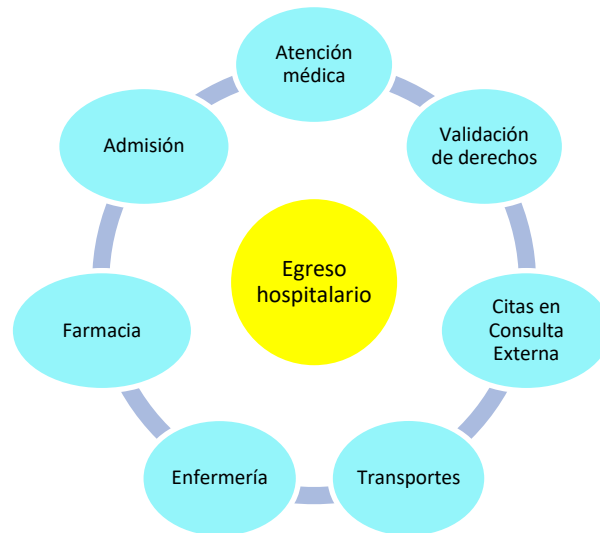 Atención
médica
Validación
de derechos
Citas en
Consulta
Externa
Transportes
Enfermería
Farmacia
Admisión
Egreso
hospitalario